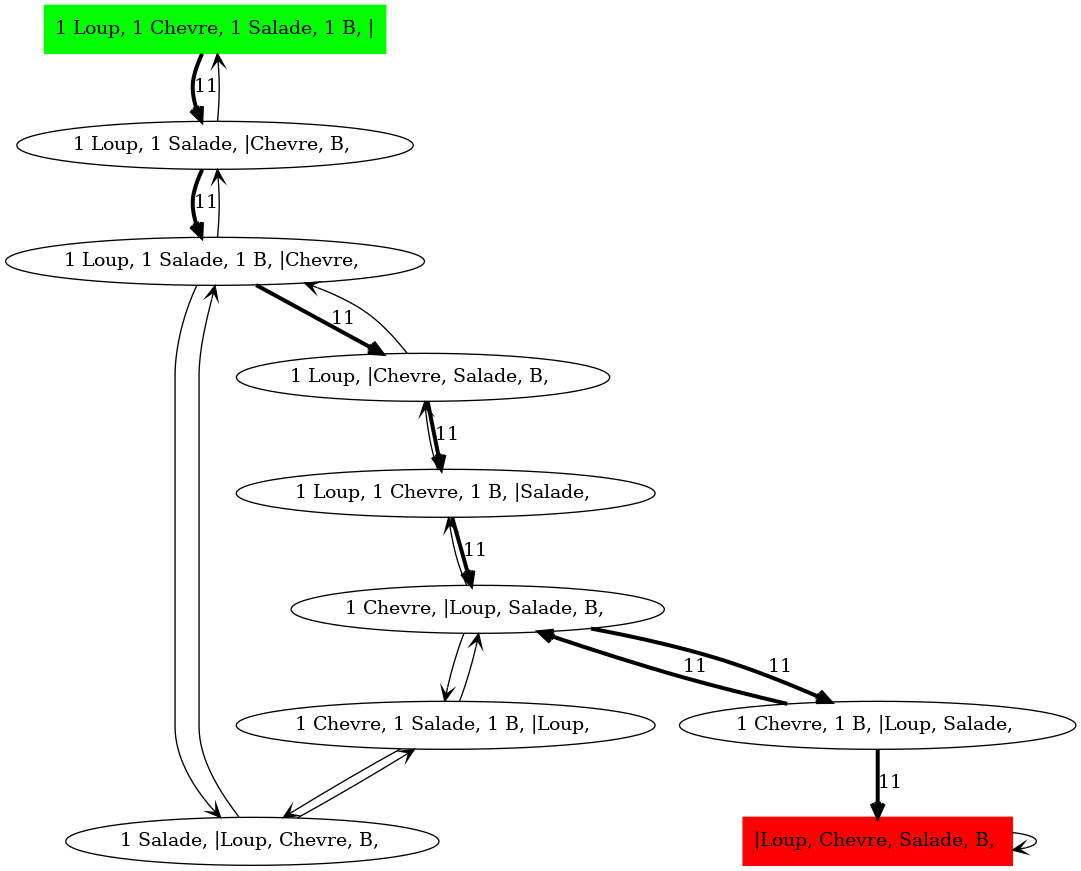 1 Loup, 1 Chevre, 1 Salade, 1 B, |
11
1 Loup, 1 Salade, |Chevre, B,
11
1 Loup, 1 Salade, 1 B, |Chevre,
11
1 Loup, |Chevre, Salade, B,
11
1 Loup, 1 Chevre, 1 B, |Salade,
11
1 Chevre, |Loup, Salade, B,
11
11
1 Chevre, 1 Salade, 1 B, |Loup,
1 Chevre, 1 B, |Loup, Salade,
11
1 Salade, |Loup, Chevre, B,
|Loup, Chevre, Salade, B,